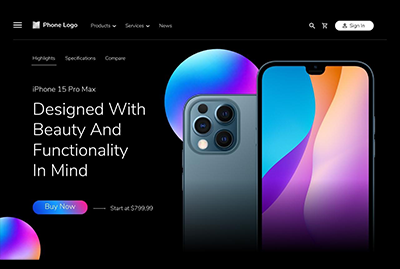 Phone Logo
Products
Services
News
Sign In
Highlights
Specifications
Compare
iPhone 15 Pro Max
Designed With
Beauty And
Functionality
In Mind
Buy Now
Start at $799,99